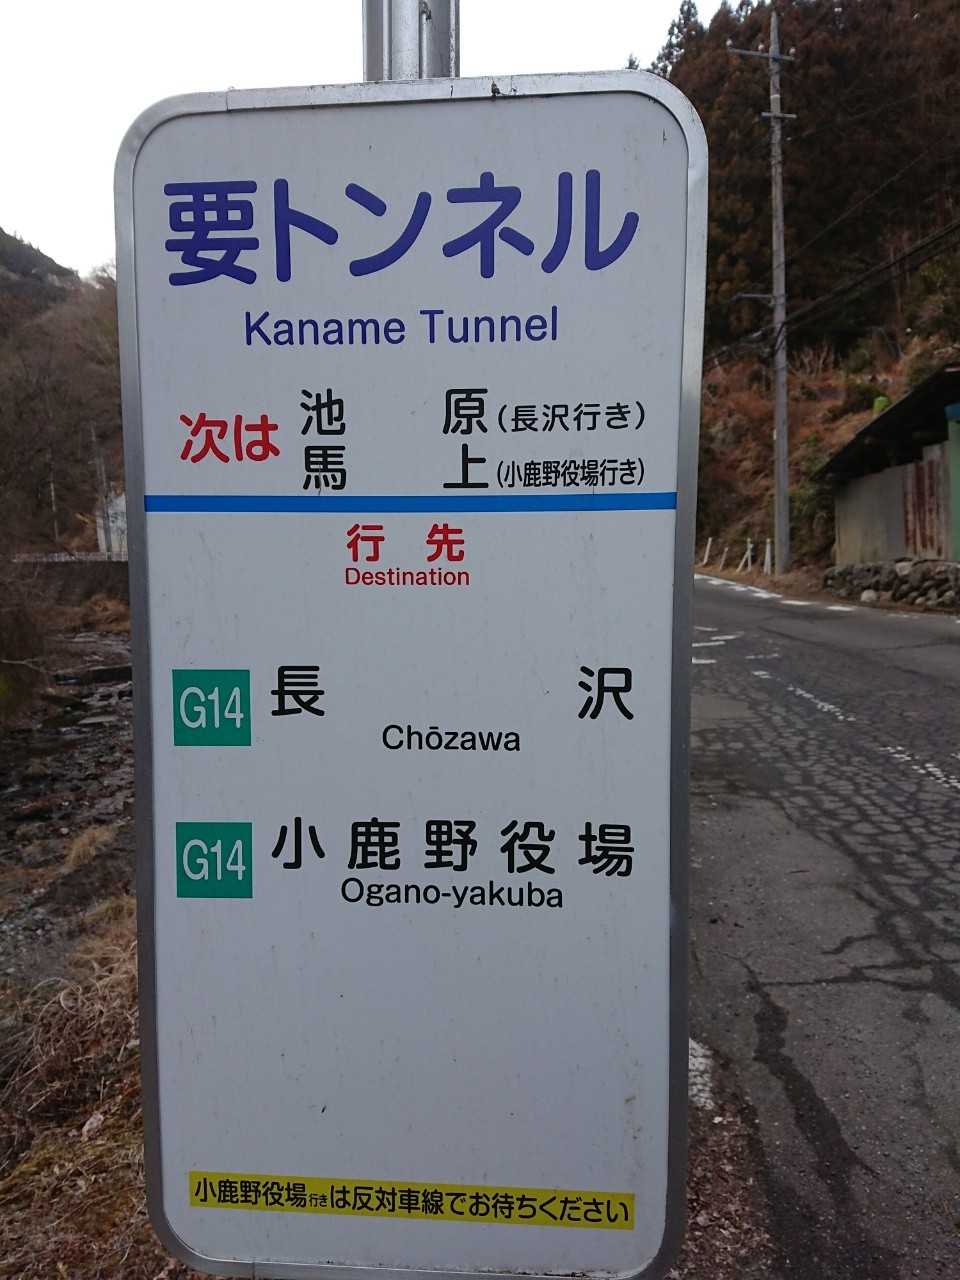 要トンネル
Kaname Tunnel
次は
池原(長沢行き)
馬上(小鹿野役場行き)
行先
Destination
G14 長沢
Chōzawa
G14 小鹿野役場
Ogano-yakuba
小鹿野役場行きは反対車線でお待ちください